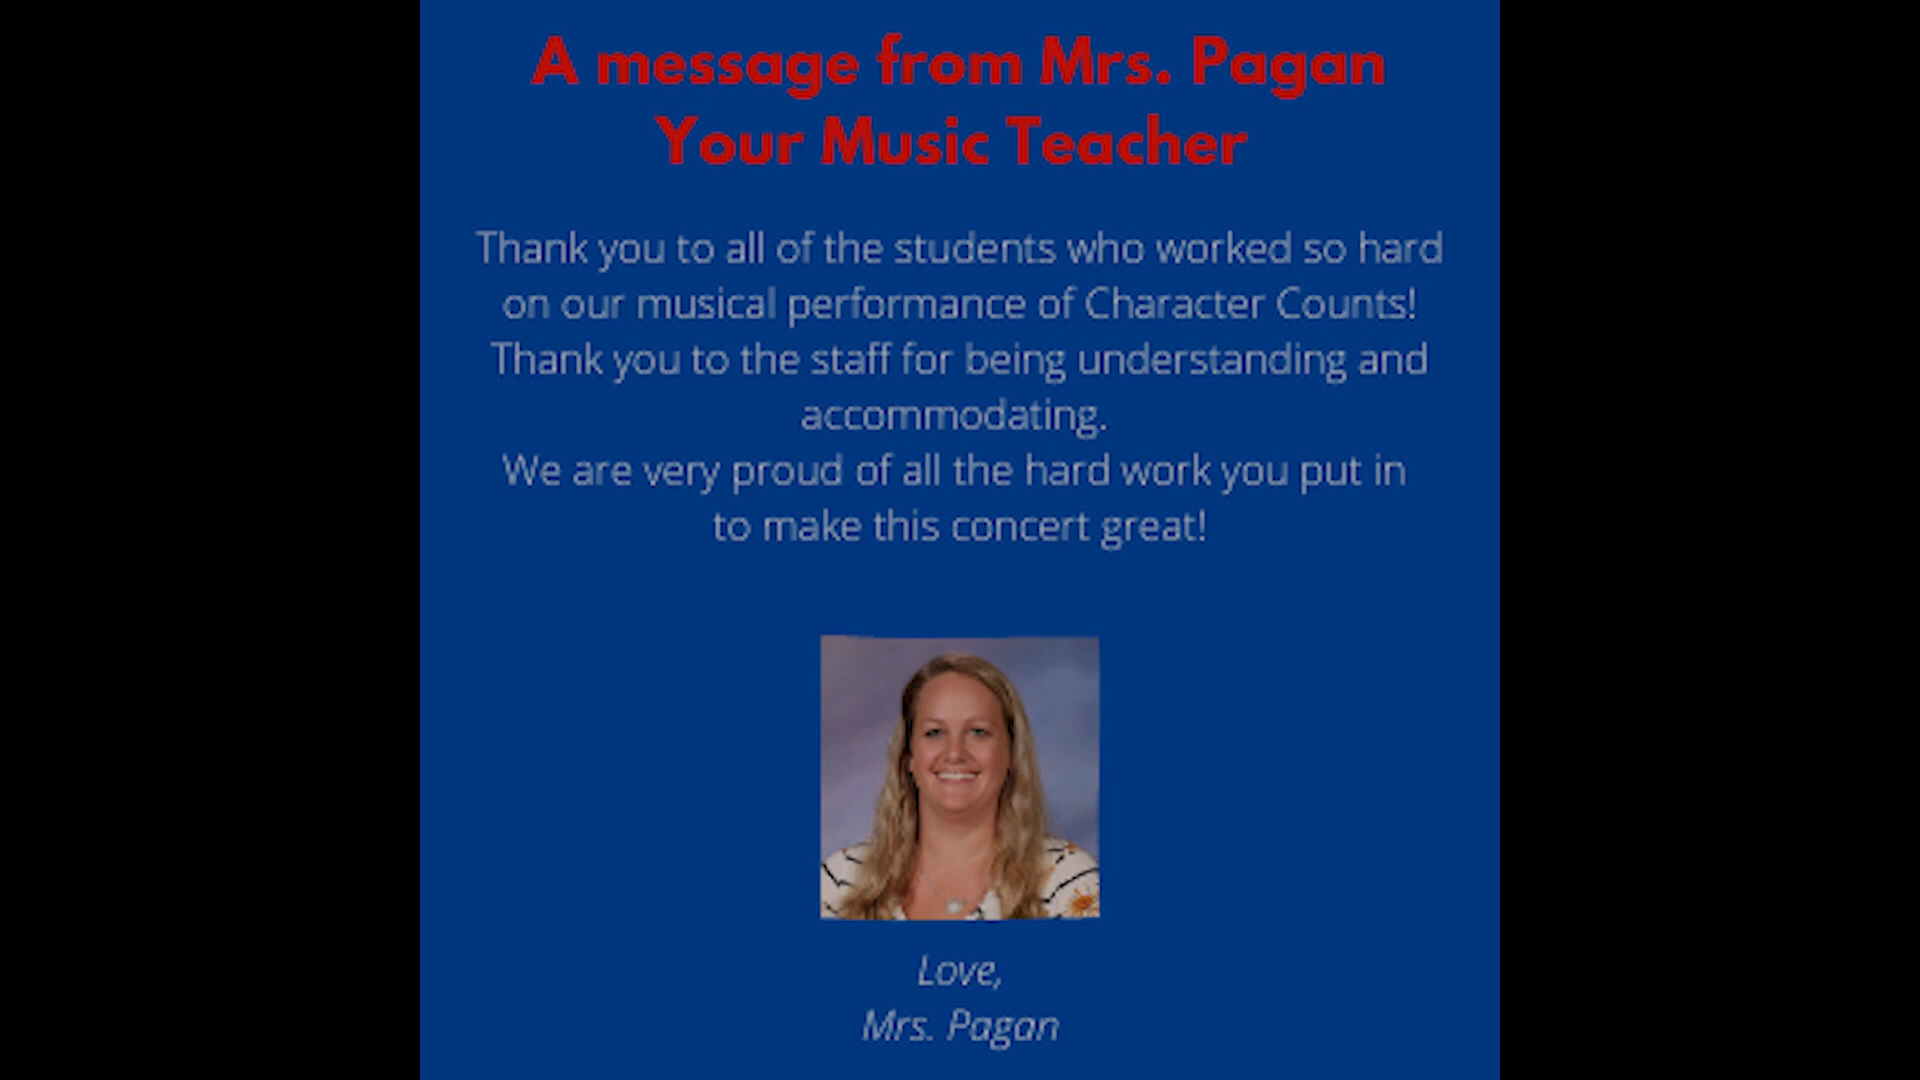 A message from Mrs. Pagan
Your Music Teacher
Thank you to all of the students who worked so hard
on our musical performance of Character Counts!
Thank you to the staff for being understanding and
accommodating.
We are very proud of all the hard work you put in
to make this concert great!
Love,
Mrs. Pagan